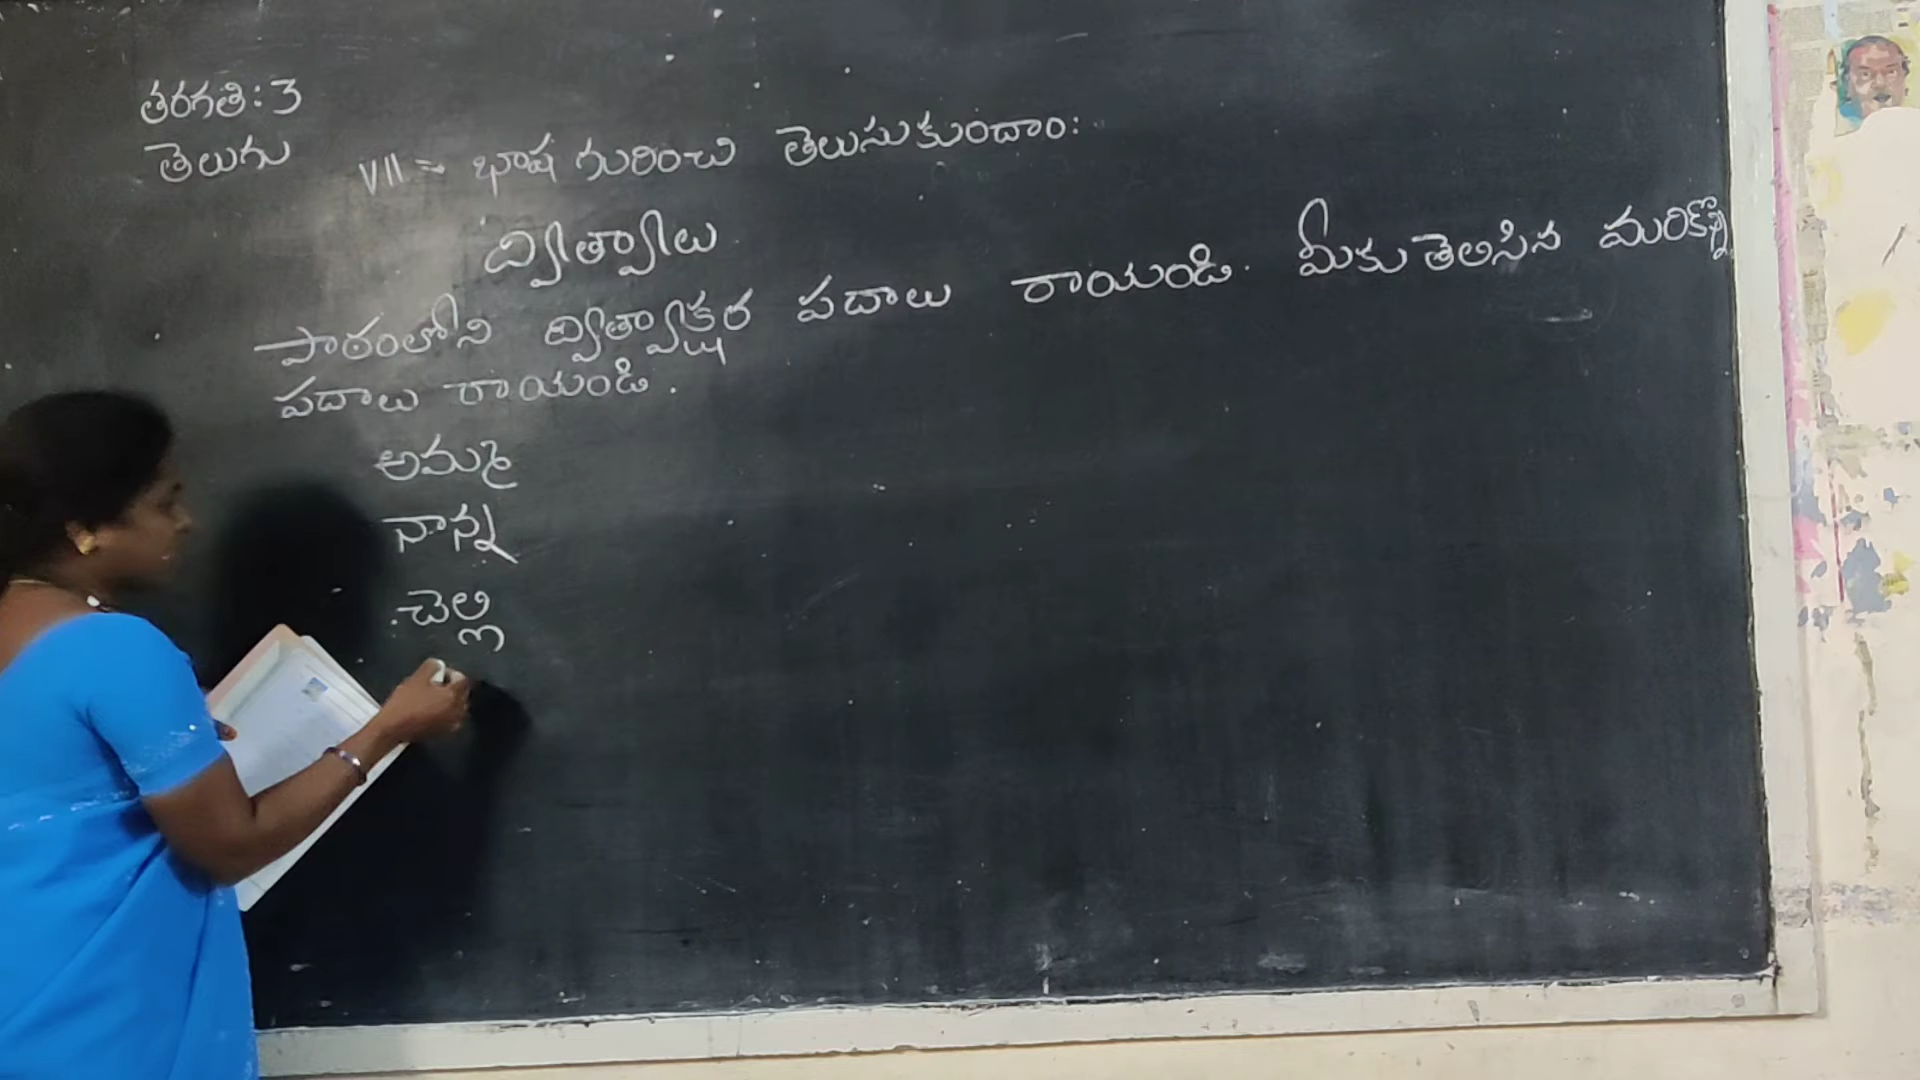 తరగతి: 3
తెలుగు
VII = భాష గురించి తెలుసుకుందాం:
ద్విత్వాలు
పాఠంలోని ద్విత్వాక్షర పదాలు రాయండి. మీకు తెలిసిన మరికొన్ని
పదాలు రాయండి.
అమ్మ
నాన్న
చెల్లి